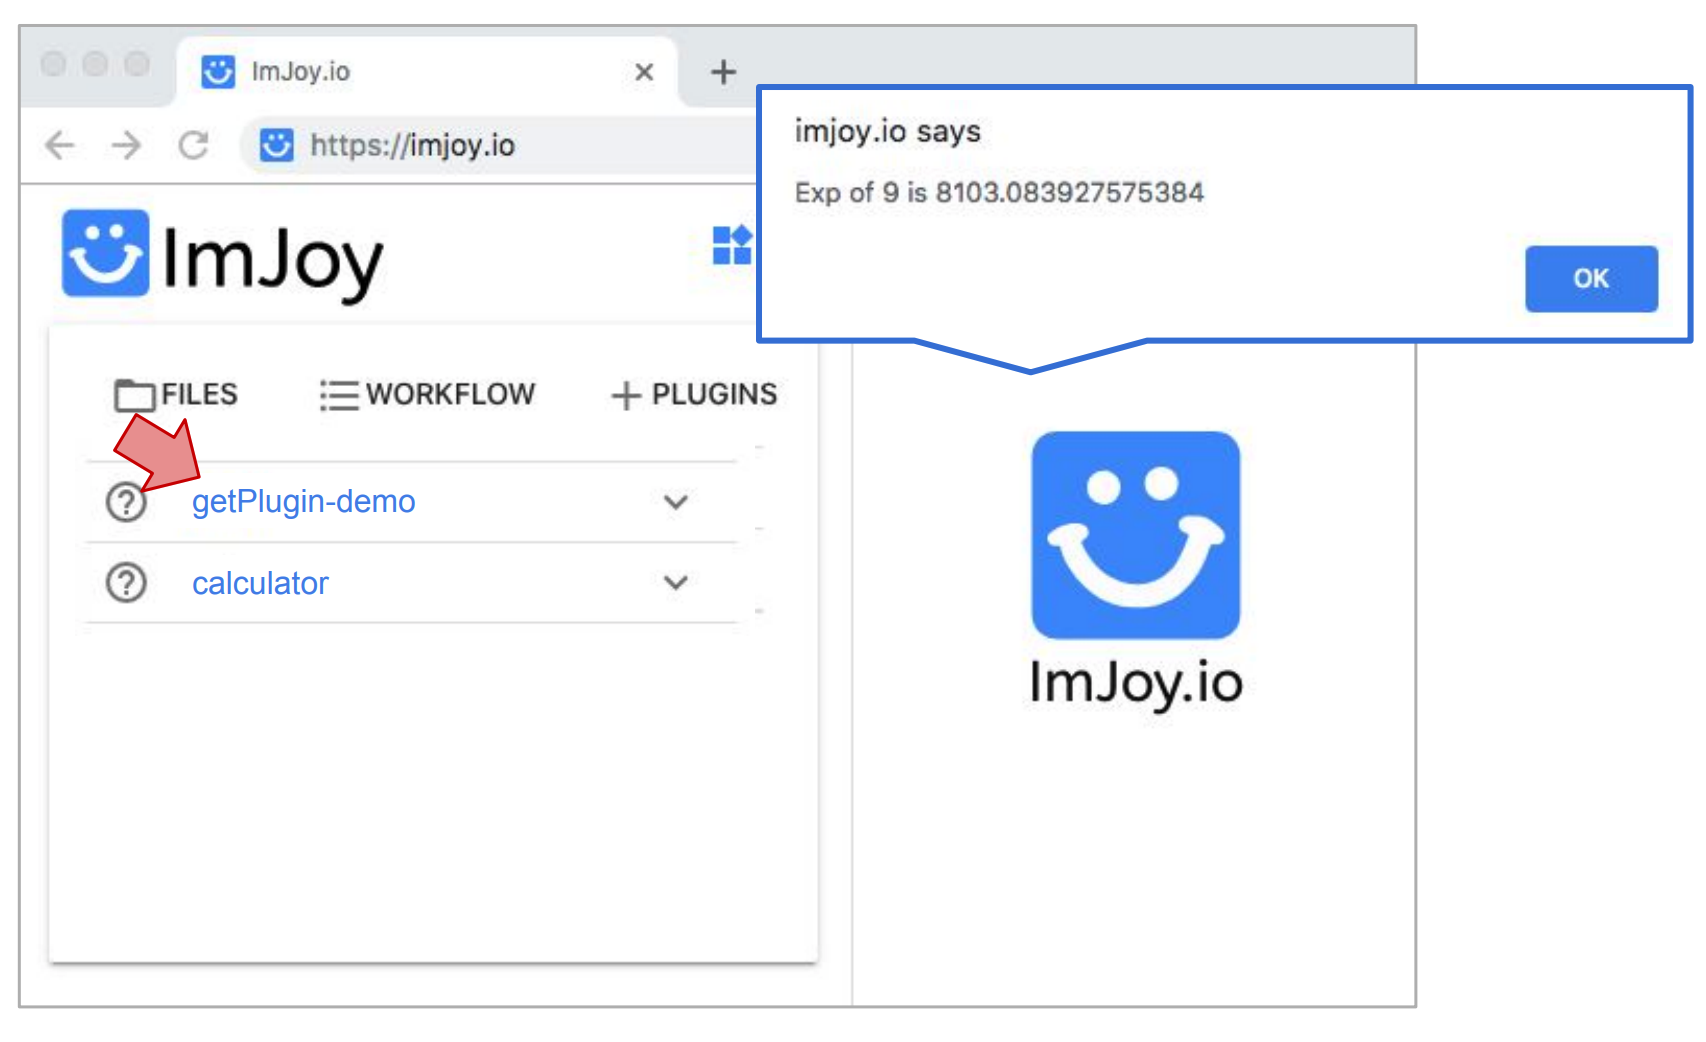 ImJoy.io
https://imjoy.io
imjoy.io says
Exp of 9 is 8103.083927575384
OK
ImJoy
FILES
WORKFLOW
PLUGINS
getPlugin-demo
calculator
ImJoy.io